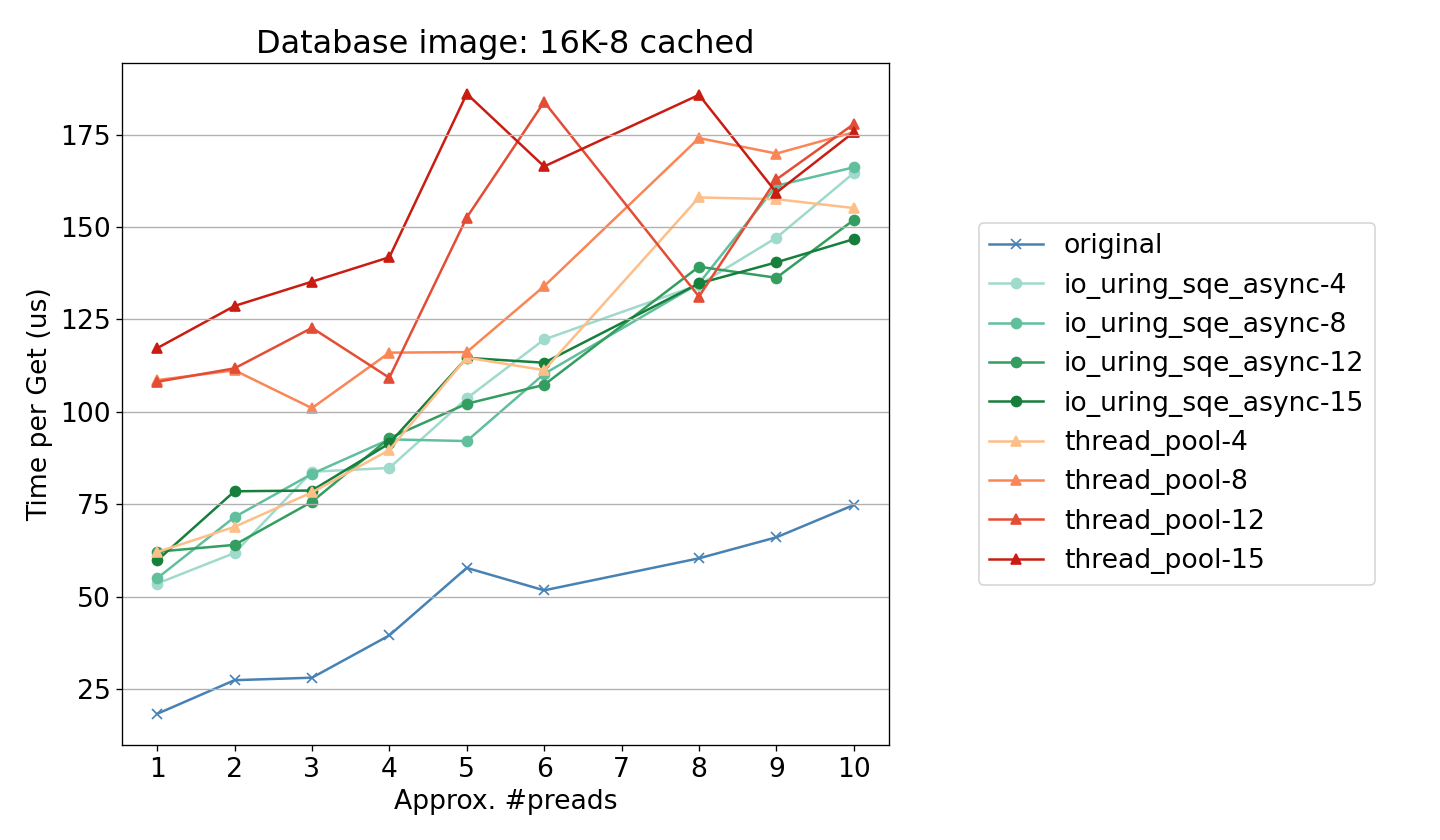 Database image: 16K-8 cached
Time per Get (us)
175
150
125
100
75
50
25
1 2 3 4 5 6 7 8 9 10
Approx. #preads
original
io_uring_sqe_async-4
io_uring_sqe_async-8
io_uring_sqe_async-12
io_uring_sqe_async-15
thread_pool-4
thread_pool-8
thread_pool-12
thread_pool-15